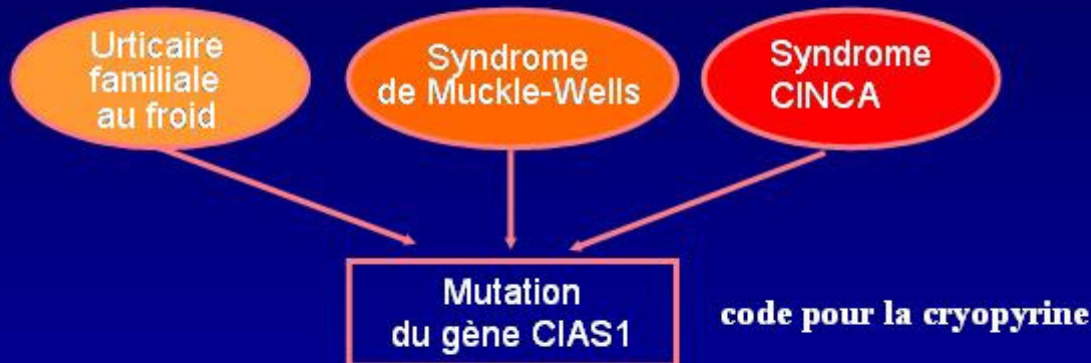 Urticaire
familiale
au froid
Syndrome
de Muckle-Wells
Syndrome
CINCA
Mutation
du gène CIAS1
code pour la cryopyrine